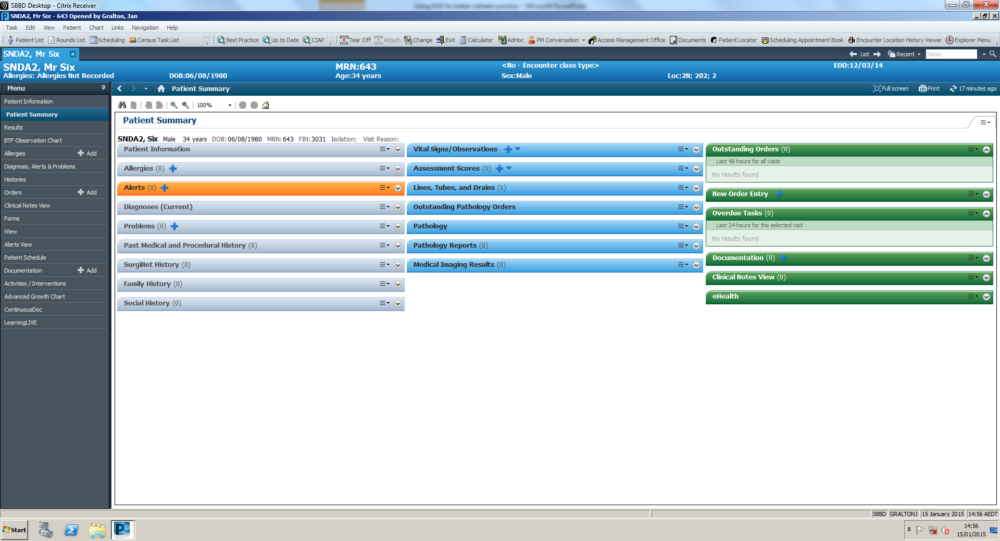 SBBD Desktop - Citrix Receiver
Using EMD for better catheter practice - Microsoft PowerPoint
SNDA2, Mr Six - 643 Opened by Gralton, Jan
Task Edit View Patient Chart Links Navigation Help
Patient List Rounds List Scheduling Census Task List Best Practice Up to Date CIAP Tear Off Attach Change Exit Calculator AdHoc PM Conversation Access Management Office Documents Patient Locator Scheduling Appointment Book Encounter Location History Viewer Explorer Menu
SNDA2, Mr Six List Recent Name
SNDA2, Mr Six MRN:643 <No - Encounter class type> EDD:12/03/14
Allergies: Allergies Not Recorded DOB:06/08/1980 Age:34 years Sex:Male Loc:2N; 202; 2
Menu Patient Summary Full screen Print 17 minutes ago
Patient Information
Patient Summary
Results
BTF Observation Chart
Allergies Add
Diagnosis, Alerts & Problems
Histories
Orders Add
Clinical Notes View
Forms
iView
Alerts View
Patient Schedule
Documentation Add
Activities / Interventions
Advanced Growth Chart
ContinuousDoc
LearningLIVE
100%
Patient Summary
SNDA2, Six Male 34 years DOB: 06/08/1980 MRN: 643 FIN: 3031 Isolation: Visit Reason:
Patient Information
Allergies (0)
Alerts (0)
Diagnoses (Current)
Problems (0)
Past Medical and Procedural History (0)
SurgiNet History (0)
Family History (0)
Social History (0)
Vital Signs/Observations
Assessment Scores (0)
Lines, Tubes, and Drains (1)
Outstanding Pathology Orders
Pathology
Pathology Reports (0)
Medical Imaging Results (0)
Outstanding Orders (0)
Last 48 hours for all visits
No results found
New Order Entry
Overdue Tasks (0)
Last 24 hours for the selected visit
No results found
Documentation (0)
Clinical Notes View (0)
eHealth
SBBD GRALTONJ 15 January 2015 14:56 AEDT
Start
14:56
15/01/2015